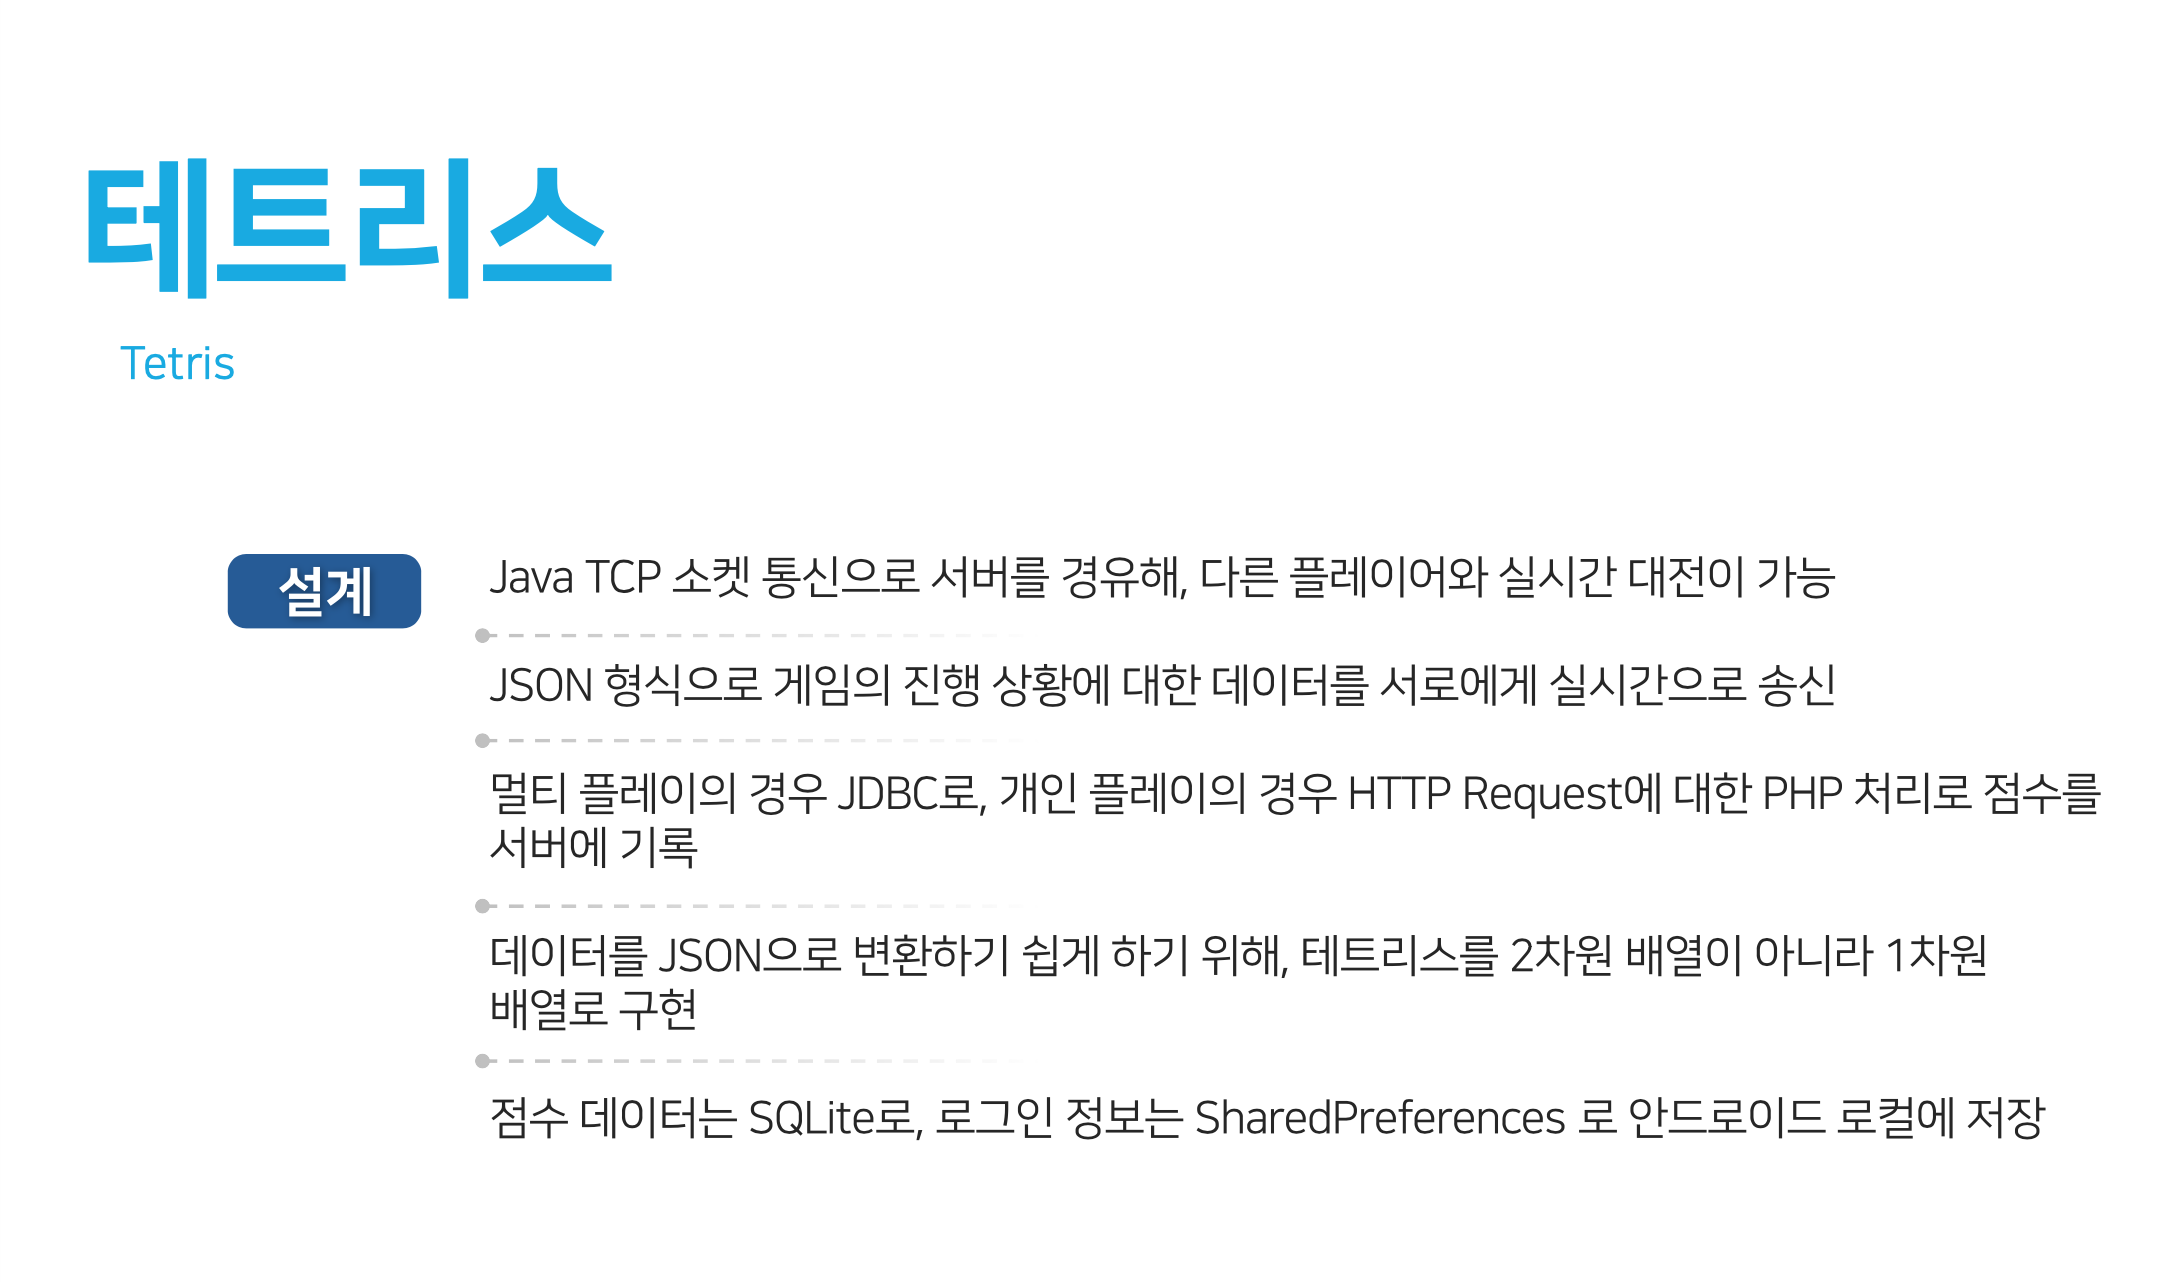 테트리스
Tetris
설계
Java TCP 소켓 통신으로 서버를 경유해, 다른 플레이어와 실시간 대전이 가능
JSON 형식으로 게임의 진행 상황에 대한 데이터를 서로에게 실시간으로 송신
멀티 플레이의 경우 JDBC로, 개인 플레이의 경우 HTTP Request에 대한 PHP 처리로 점수를
서버에 기록
데이터를 JSON으로 변환하기 쉽게 하기 위해, 테트리스를 2차원 배열이 아니라 1차원
배열로 구현
점수 데이터는 SQLite로, 로그인 정보는 SharedPreferences 로 안드로이드 로컬에 저장